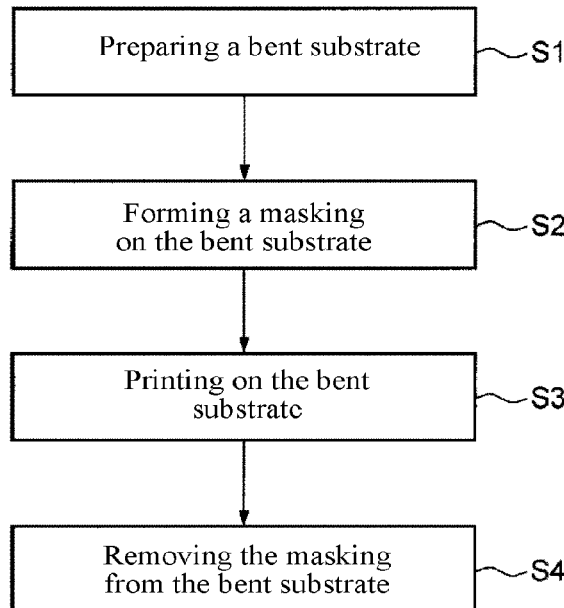 Preparing a bent substrate
S1
Forming a masking
on the bent substrate
S2
Printing on the bent
substrate
S3
Removing the masking
from the bent substrate
S4